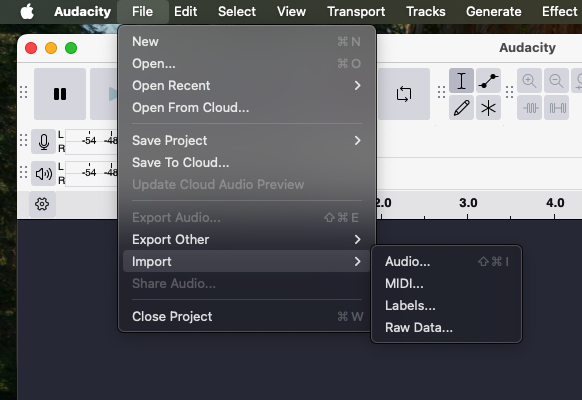 Audacity File Edit Select View Transport Tracks Generate Effect
Audacity
New ⌘N
Open... ⌘O
Open Recent
Open From Cloud...
Save Project
Save To Cloud...
Update Cloud Audio Preview
Export Audio... ⇧⌘E
Export Other
Import
Share Audio...
Close Project ⌘W
Audio... ⇧⌘I
MIDI...
Labels...
Raw Data...
L
R
-54 -48
L
R
-54 -48
2.0 3.0 4.0